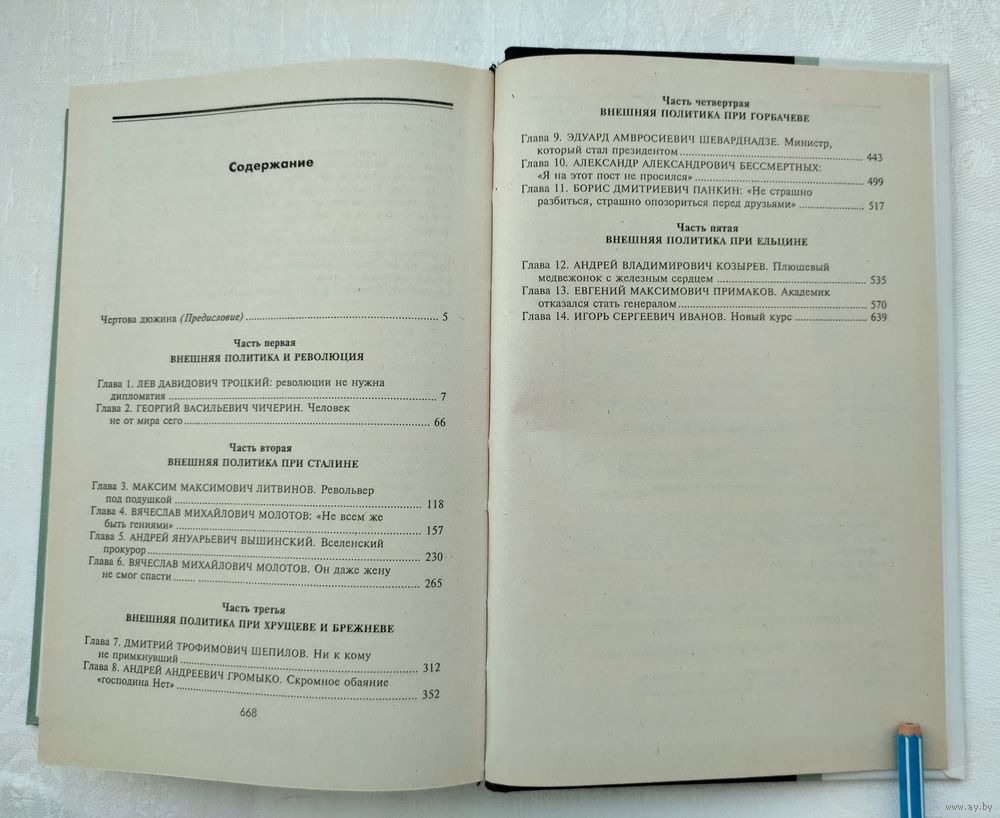 Содержание
Чертова дюжина (Предисловие) 5
Часть первая
ВНЕШНЯЯ ПОЛИТИКА И РЕВОЛЮЦИЯ
Глава 1. ЛЕВ ДАВИДОВИЧ ТРОЦКИЙ: революции не нужна
дипломатия 7
Глава 2. ГЕОРГИЙ ВАСИЛЬЕВИЧ ЧИЧЕРИН. Человек
не от мира сего 66
Часть вторая
ВНЕШНЯЯ ПОЛИТИКА ПРИ СТАЛИНЕ
Глава 3. МАКСИМ МАКСИМОВИЧ ЛИТВИНОВ. Револьвер
под подушкой 118
Глава 4. ВЯЧЕСЛАВ МИХАЙЛОВИЧ МОЛОТОВ: «Не всем же
быть гениями» 157
Глава 5. АНДРЕЙ ЯНУАРЬЕВИЧ ВЫШИНСКИЙ. Вселенский
прокурор 230
Глава 6. ВЯЧЕСЛАВ МИХАЙЛОВИЧ МОЛОТОВ. Он даже жену
не смог спасти 265
Часть третья
ВНЕШНЯЯ ПОЛИТИКА ПРИ ХРУЩЕВЕ И БРЕЖНЕВЕ
Глава 7. ДМИТРИЙ ТРОФИМОВИЧ ШЕПИЛОВ. Ни к кому
не примкнувший 312
Глава 8. АНДРЕЙ АНДРЕЕВИЧ ГРОМЫКО. Скромное обаяние
«господина Нет» 352
668
Часть четвертрая
ВНЕШНЯЯ ПОЛИТИКА ПРИ ГОРБАЧЕВЕ
Глава 9. ЭДУАРД АМВРОСИЕВИЧ ШЕВАРДНАДЗЕ. Министр,
который стал президентом 443
Глава 10. АЛЕКСАНДР АЛЕКСАНДРОВИЧ БЕССМЕРТНЫХ:
«Я на этот пост не просился» 499
Глава 11. БОРИС ДМИТРИЕВИЧ ПАНКИН: «Не страшно
разбиться, страшно опозориться перед друзьями» 517
Часть пятая
ВНЕШНЯЯ ПОЛИТИКА ПРИ ЕЛЬЦИНЕ
Глава 12. АНДРЕЙ ВЛАДИМИРОВИЧ КОЗЫРЕВ. Плюшевый
медвежонок с железным сердцем 535
Глава 13. ЕВГЕНИЙ МАКСИМОВИЧ ПРИМАКОВ. Академик
отказался стать генералом 570
Глава 14. ИГОРЬ СЕРГЕЕВИЧ ИВАНОВ. Новый курс 639
www.ay.by